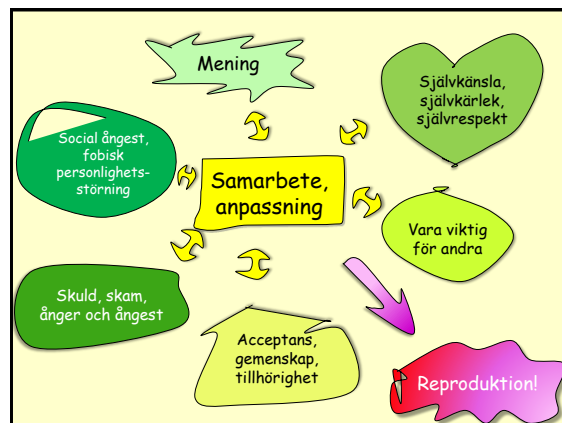 Mening
Självkänsla,
självkärlek,
självrespekt
Social ångest,
fobisk
personlighets-
störning
Samarbete,
anpassning
Vara viktig
för andra
Skuld, skam,
ånger och ångest
Acceptans,
gemenskap,
tillhörighet
Reproduktion!